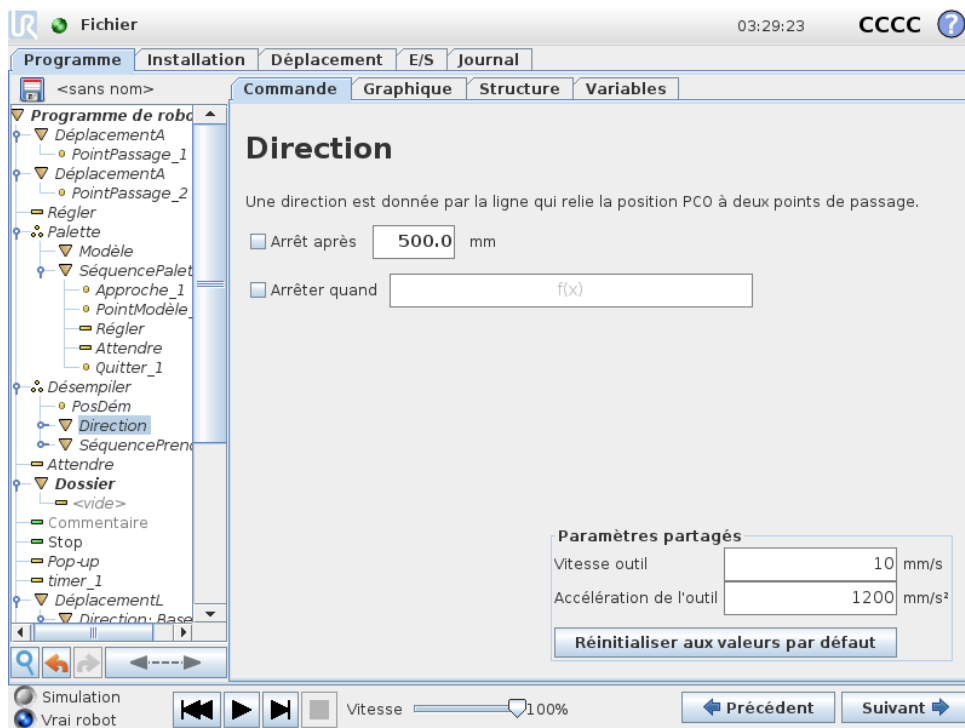 UR Fichier 03:29:23 CCCC ?
Programme Installation Déplacement E/S Journal
<sans nom> Commande Graphique Structure Variables
Programme de robo
DéplacementA
PointPassage_1
DéplacementA
PointPassage_2
Régler
Palette
Modèle
SéquencePalet
Approche_1
PointModèle_
Régler
Attendre
Quitter_1
Désempiler
PosDém
Direction
SéquencePrend
Attendre
Dossier
<vide>
Commentaire
Stop
Pop-up
timer_1
DéplacementL
Direction: Base
Direction
Une direction est donnée par la ligne qui relie la position PCO à deux points de passage.
Arrêt après 500.0 mm
Arrêter quand f(x)
Paramètres partagés
Vitesse outil 10 mm/s
Accélération de l'outil 1200 mm/s²
Réinitialiser aux valeurs par défaut
Simulation
Vrai robot
Vitesse 100%
Précédent Suivant